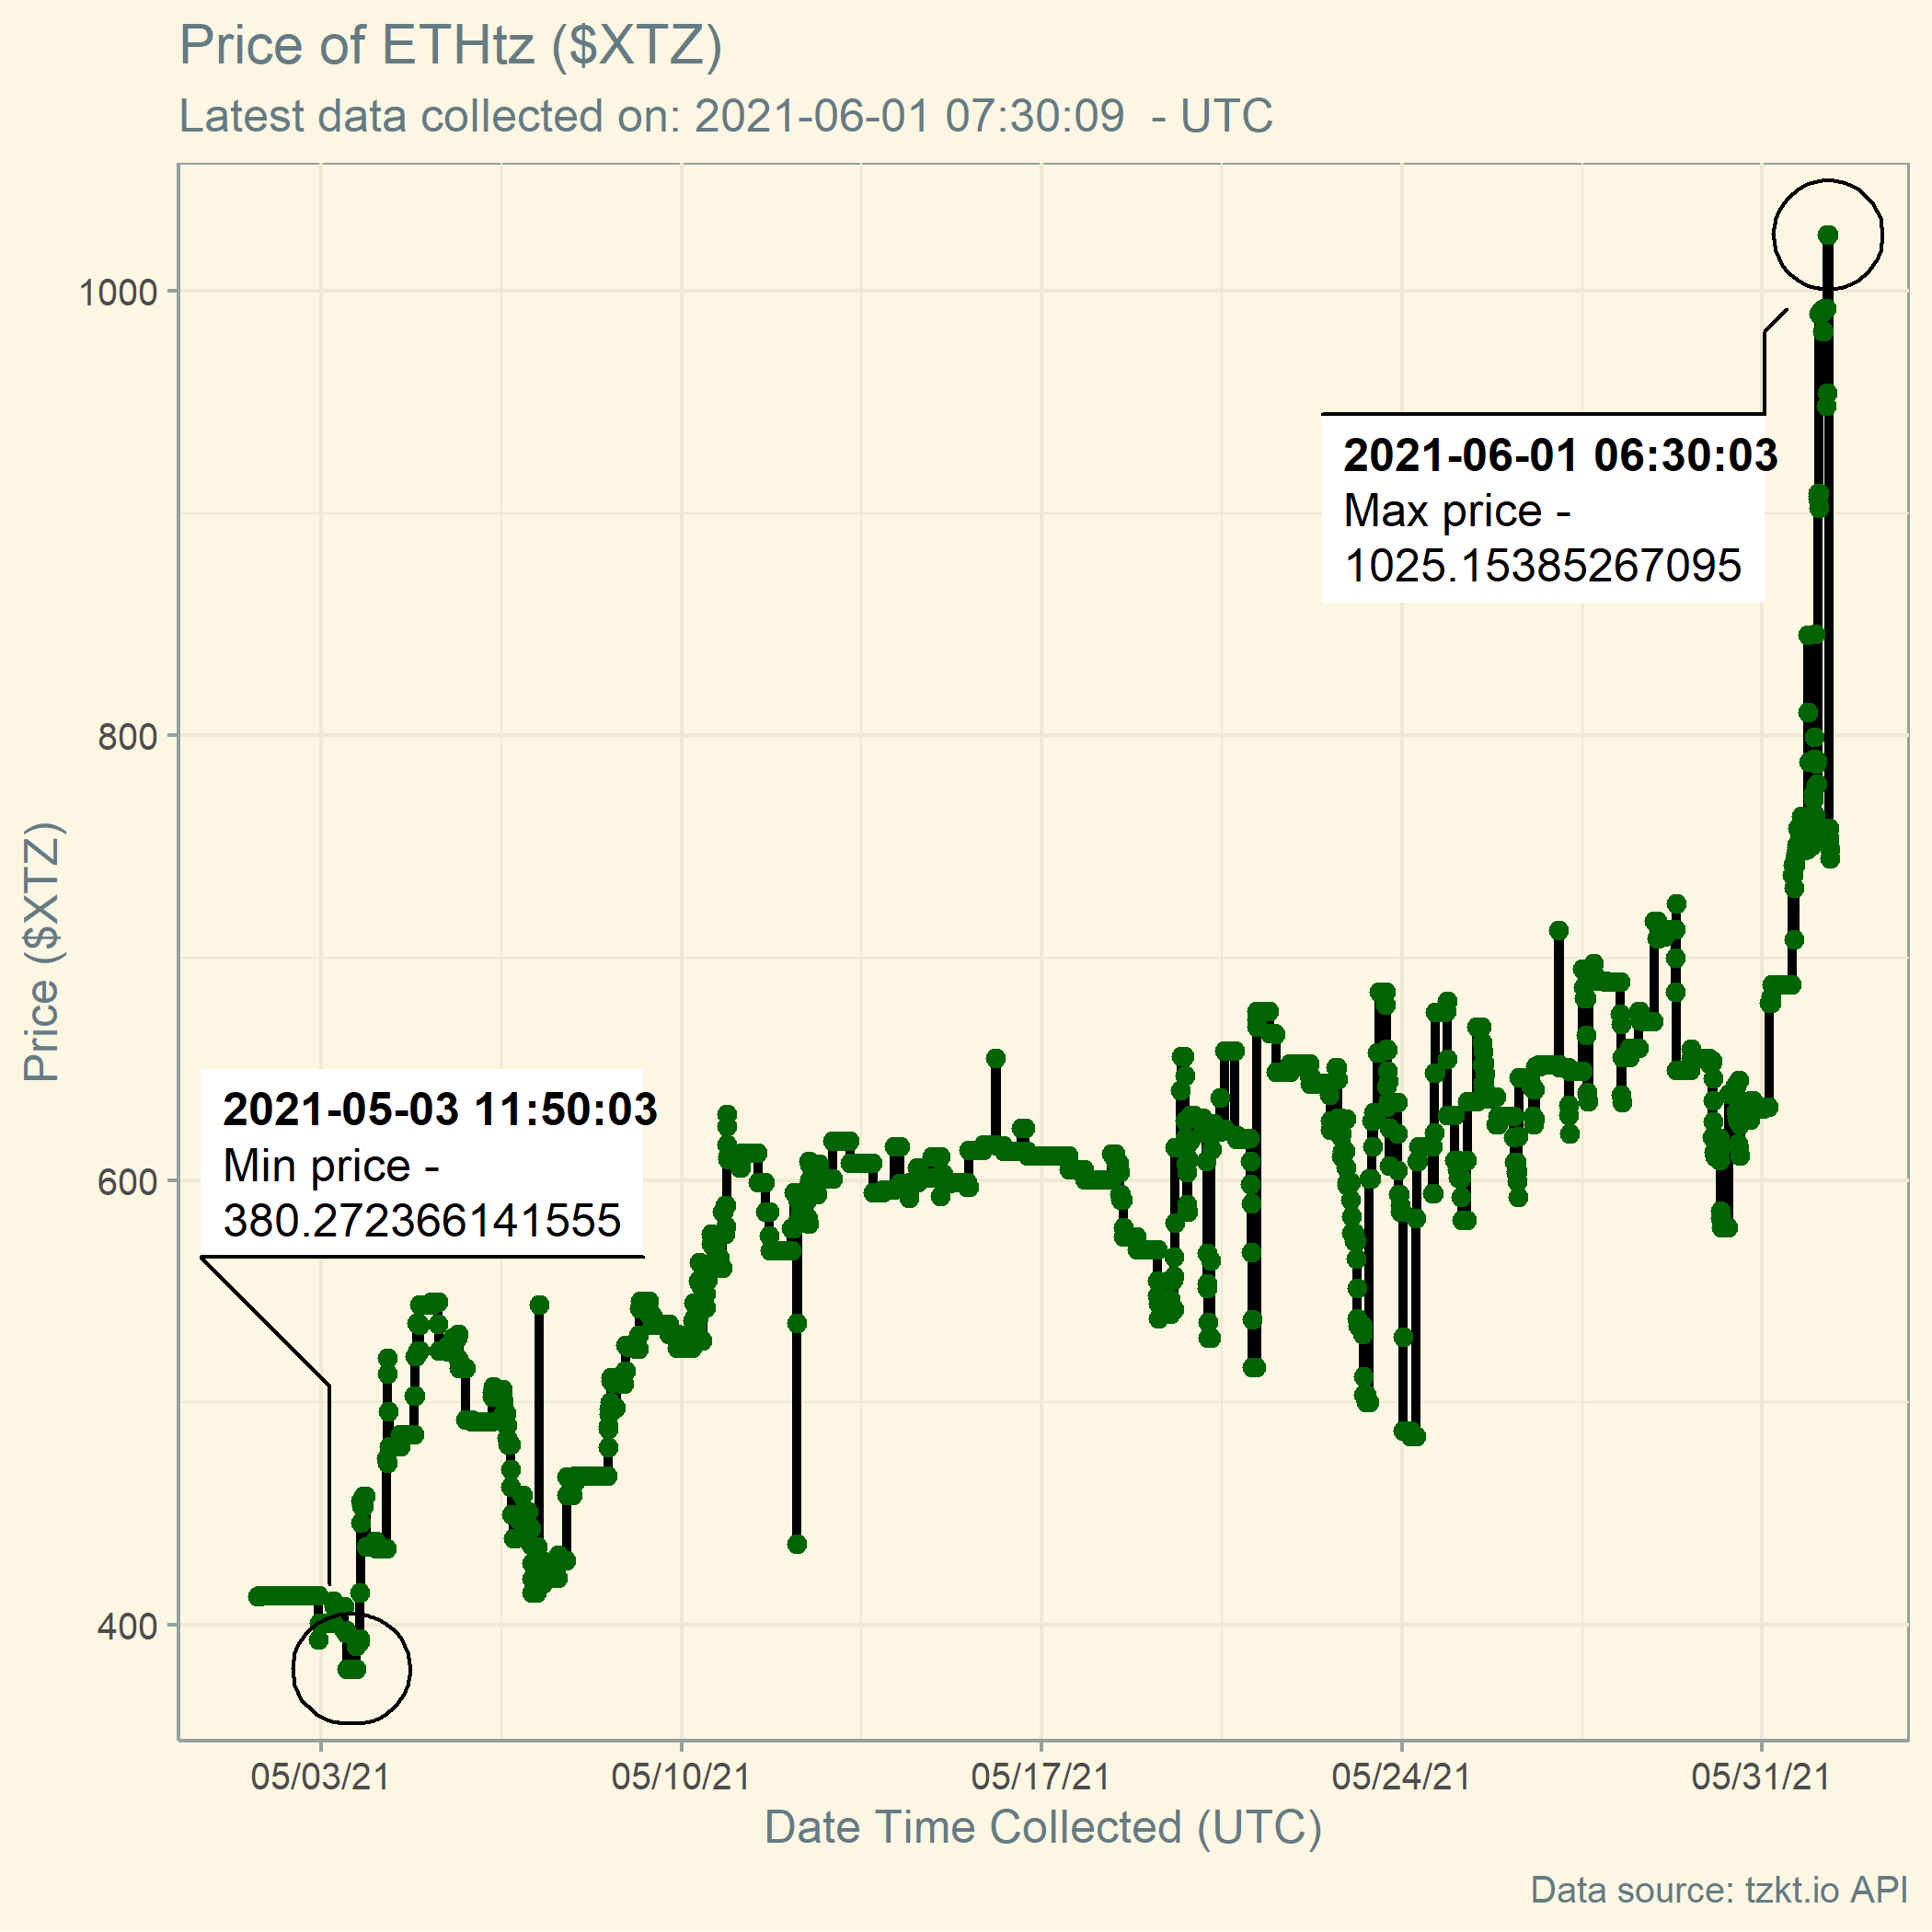 Price of ETHtz ($XTZ)
Latest data collected on: 2021-06-01 07:30:09  - UTC
1000
800
600
400
Price ($XTZ)
2021-06-01 06:30:03
Max price -
1025.15385267095
2021-05-03 11:50:03
Min price -
380.272366141555
05/03/21
05/10/21
05/17/21
05/24/21
05/31/21
Date Time Collected (UTC)
Data source: tzkt.io API